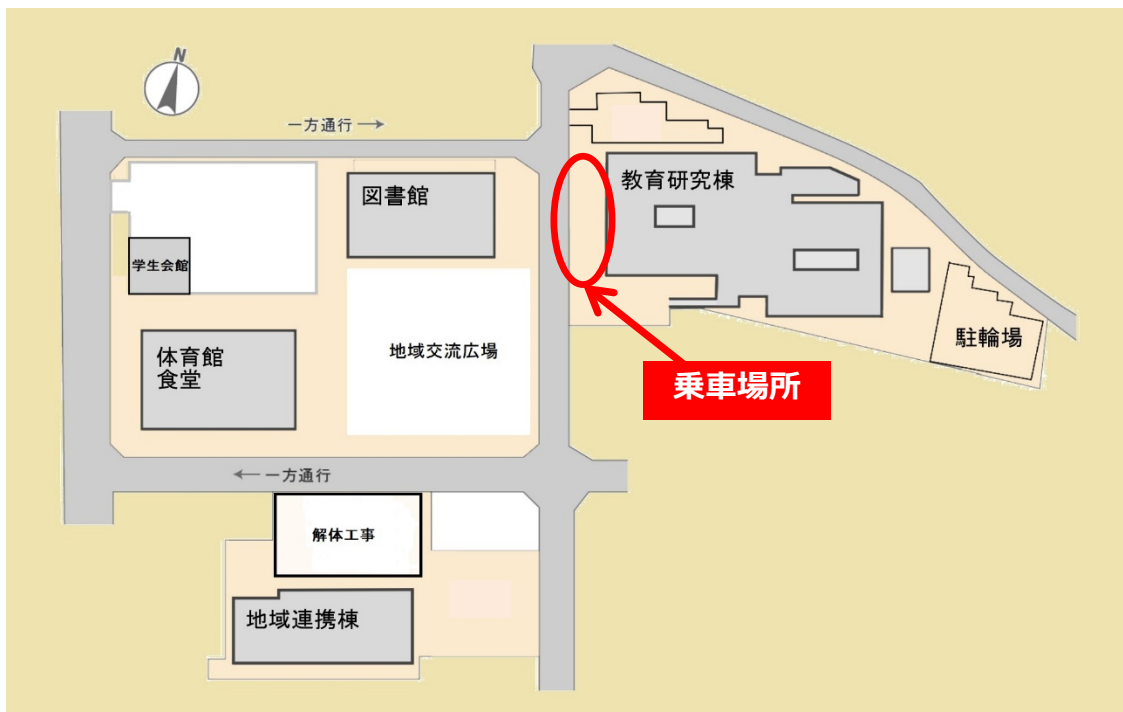 N
一方通行→
図書館
教育研究棟
学生会館
体育館
食堂
地域交流広場
駐輪場
乗車場所
←一方通行
解体工事
地域連携棟